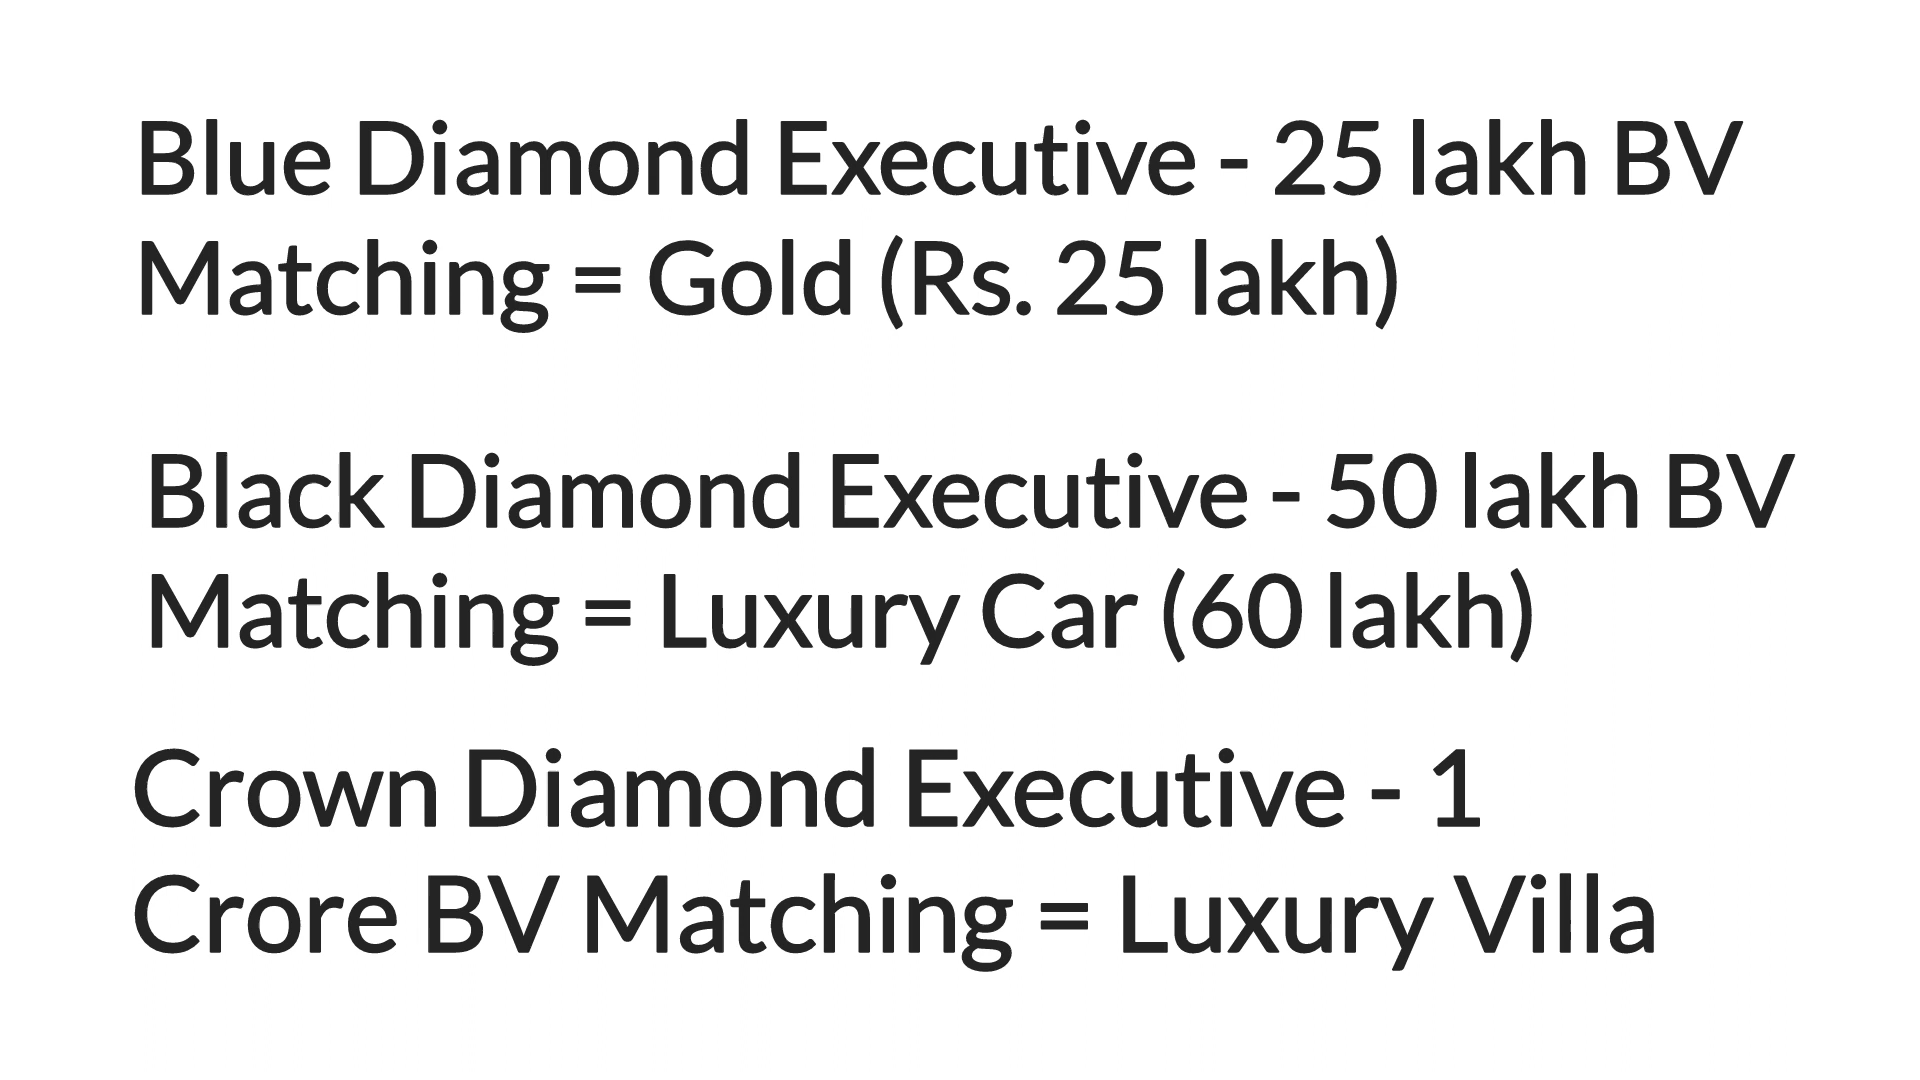 Blue Diamond Executive - 25 lakh BV
Matching = Gold (Rs. 25 lakh)
Black Diamond Executive - 50 lakh BV
Matching = Luxury Car (60 lakh)
Crown Diamond Executive - 1
Crore BV Matching = Luxury Villa